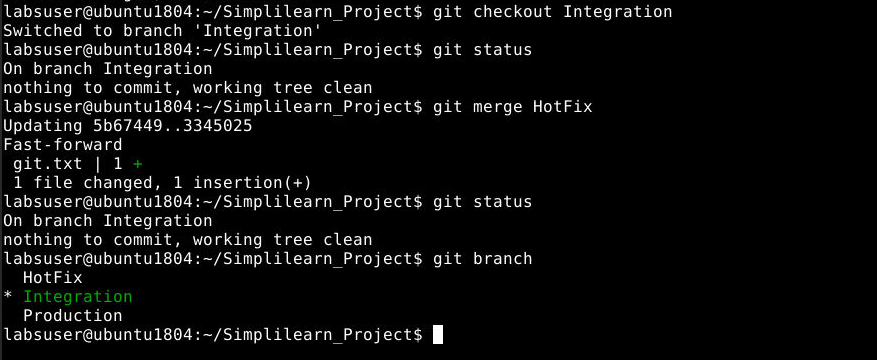 labsuser@ubuntu1804:~/Simplilearn_Project$ git checkout Integration
Switched to branch 'Integration'
labsuser@ubuntu1804:~/Simplilearn_Project$ git status
On branch Integration
nothing to commit, working tree clean
labsuser@ubuntu1804:~/Simplilearn_Project$ git merge HotFix
Updating 5b67449..3345025
Fast-forward
 git.txt | 1 +
 1 file changed, 1 insertion(+)
labsuser@ubuntu1804:~/Simplilearn_Project$ git status
On branch Integration
nothing to commit, working tree clean
labsuser@ubuntu1804:~/Simplilearn_Project$ git branch
  HotFix
* Integration
  Production
labsuser@ubuntu1804:~/Simplilearn_Project$